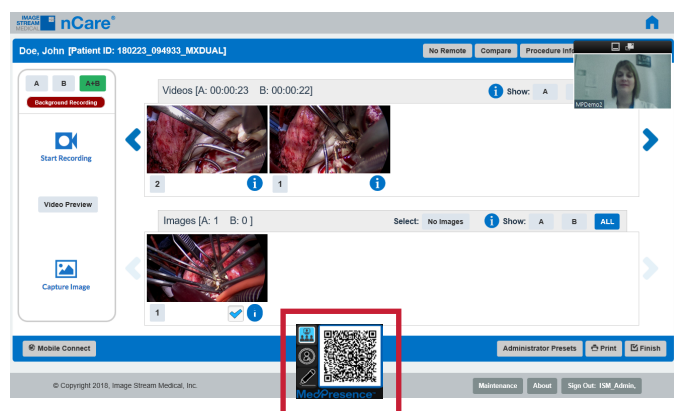 IMAGE
STREAM
MEDICAL
nCare®
Doe, John [Patient ID: 180223_094933_MXDUAL]
No Remote
Compare
Procedure Info
MPDemo2
A
B
A+B
Background Recording
Start Recording
Video Preview
Capture Image
Videos [A: 00:00:23 B: 00:00:22]
Show:
A
2
1
Images [A: 1 B: 0 ]
Select:
No Images
Show:
A
B
ALL
1
Mobile Connect
MedPresence
Administrator Presets
Print
Finish
© Copyright 2018, Image Stream Medical, Inc.
Maintenance
About
Sign Out: ISM_Admin,